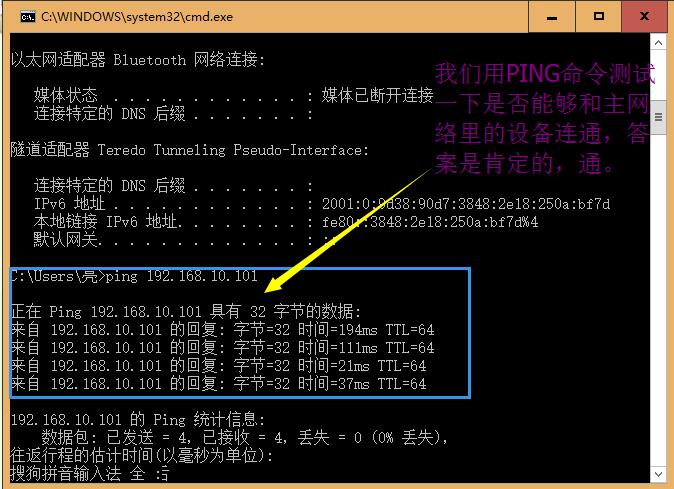 C:\WINDOWS\system32\cmd.exe
以太网适配器 Bluetooth 网络连接:
媒体状态 . . . . . . . . . . . . : 媒体已断开连接
连接特定的 DNS 后缀 . . . . . . . :
我们用PING命令测试
一下是否能够和主网
络里的设备连通，答
案是肯定的，通。
隧道适配器 Teredo Tunneling Pseudo-Interface:
连接特定的 DNS 后缀 . . . . . . . :
IPv6 地址 . . . . . . . . . . . . : 2001:0:9d38:90d7:3848:2e18:250a:bf7d
本地链接 IPv6 地址. . . . . . . . : fe80::3848:2e18:250a:bf7d%4
默认网关. . . . . . . . . . . . . : ::
C:\Users\亮>ping 192.168.10.101
正在 Ping 192.168.10.101 具有 32 字节的数据:
来自 192.168.10.101 的回复: 字节=32 时间=194ms TTL=64
来自 192.168.10.101 的回复: 字节=32 时间=111ms TTL=64
来自 192.168.10.101 的回复: 字节=32 时间=21ms TTL=64
来自 192.168.10.101 的回复: 字节=32 时间=37ms TTL=64
192.168.10.101 的 Ping 统计信息:
数据包: 已发送 = 4，已接收 = 4，丢失 = 0 (0% 丢失)，
往返行程的估计时间(以毫秒为单位):
搜狗拼音输入法 全 :